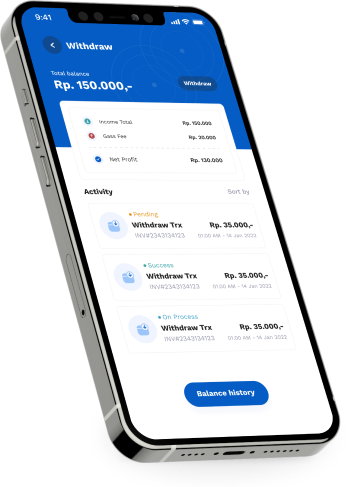 9:41
Withdraw
Total balance
Rp. 150.000,-
Withdraw
Income Total Rp. 150.000
Gass Fee Rp. 20.000
Net Profit Rp. 130.000
Activity Sort by
Pending
Withdraw Trx Rp. 35.000,-
INV#2343134123 01:00 AM - 14 Jan 2022
Success
Withdraw Trx Rp. 35.000,-
INV#2343134123 01:00 AM - 14 Jan 2022
On Process
Withdraw Trx Rp. 35.000,-
INV#2343134123 01:00 AM - 14 Jan 2022
Balance history